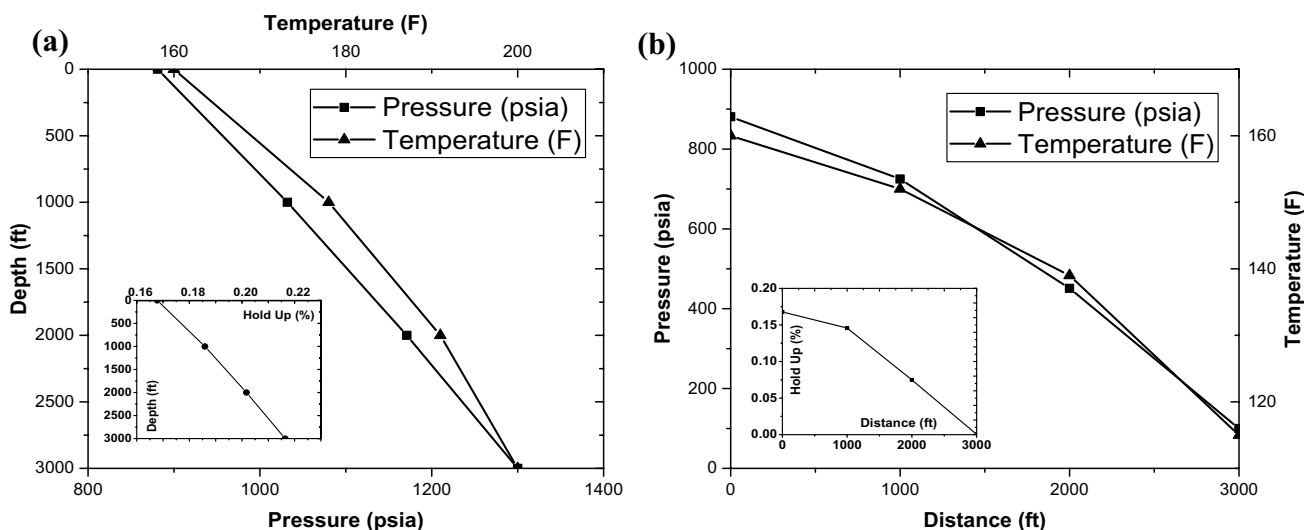 (a)
Temperature (F)
160 180 200
0
500
1000
1500
2000
2500
3000
Depth (ft)
800 1000 1200 1400
Pressure (psia)
Pressure (psia)
Temperature (F)
0.16 0.18 0.20 0.22
Hold Up (%)
0
500
1000
1500
2000
2500
3000
Depth (ft)
(b)
1000
800
600
400
200
0
Pressure (psia)
Pressure (psia)
Temperature (F)
160
140
120
Temperature (F)
0 1000 2000 3000
Distance (ft)
0.20
0.15
0.10
0.05
0.00
Hold Up (%)
Distance (ft)
0 1000 2000 3000